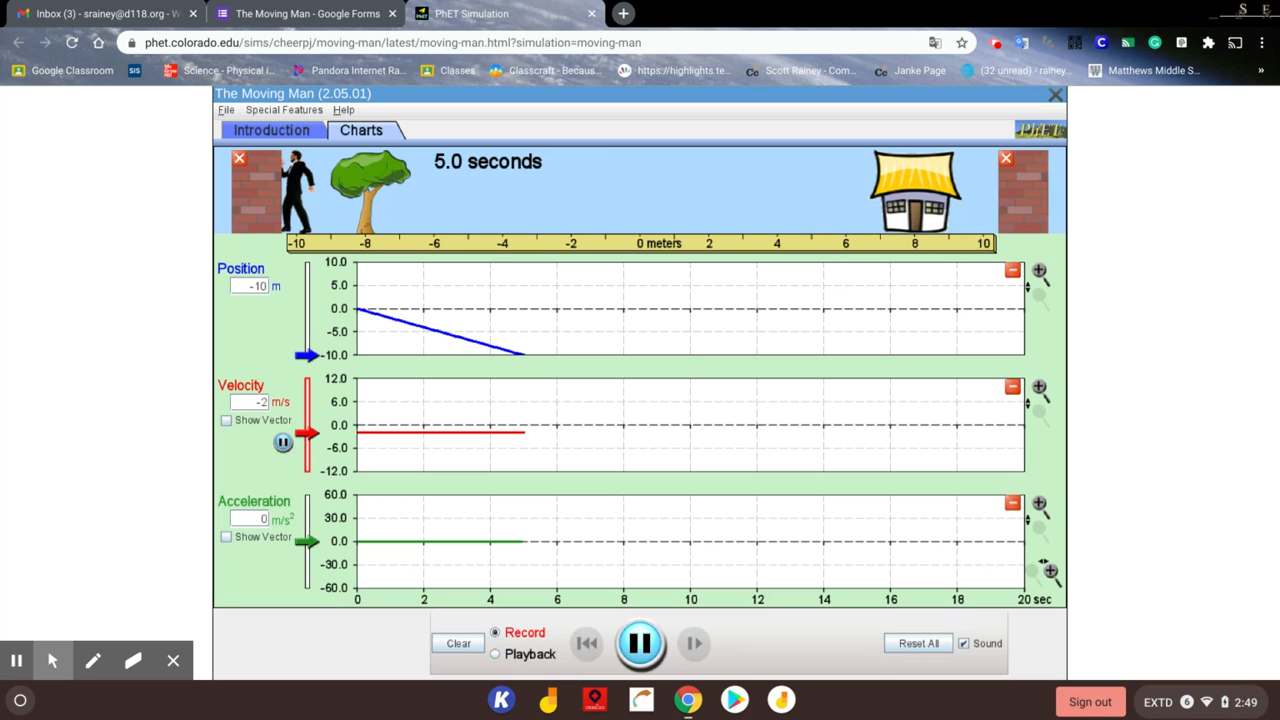 Inbox (3) - srainey@d118.org - W
The Moving Man - Google Forms
PhET Simulation
S E
phet.colorado.edu/sims/cheerpj/moving-man/latest/moving-man.html?simulation=moving-man
Google Classroom
SIS
Science - Physical i...
Pandora Internet Ra...
Classes
Classcraft - Becaus...
https://highlights.te...
Cc Scott Rainey - Com...
Cc Janke Page
(32 unread) - rainey...
W Matthews Middle S...
»
The Moving Man (2.05.01)
File Special Features Help
Introduction Charts
PhET
5.0 seconds
-10 -8 -6 -4 -2 0 meters 2 4 6 8 10
Position
-10 m
10.0
5.0
0.0
-5.0
-10.0
Velocity
-2 m/s
Show Vector
12.0
6.0
0.0
-6.0
-12.0
Acceleration
0 m/s²
Show Vector
60.0
30.0
0.0
-30.0
-60.0
0 2 4 6 8 10 12 14 16 18 20 sec
Clear
Record
Playback
Reset All
Sound
K
Sign out
EXTD 6 2:49